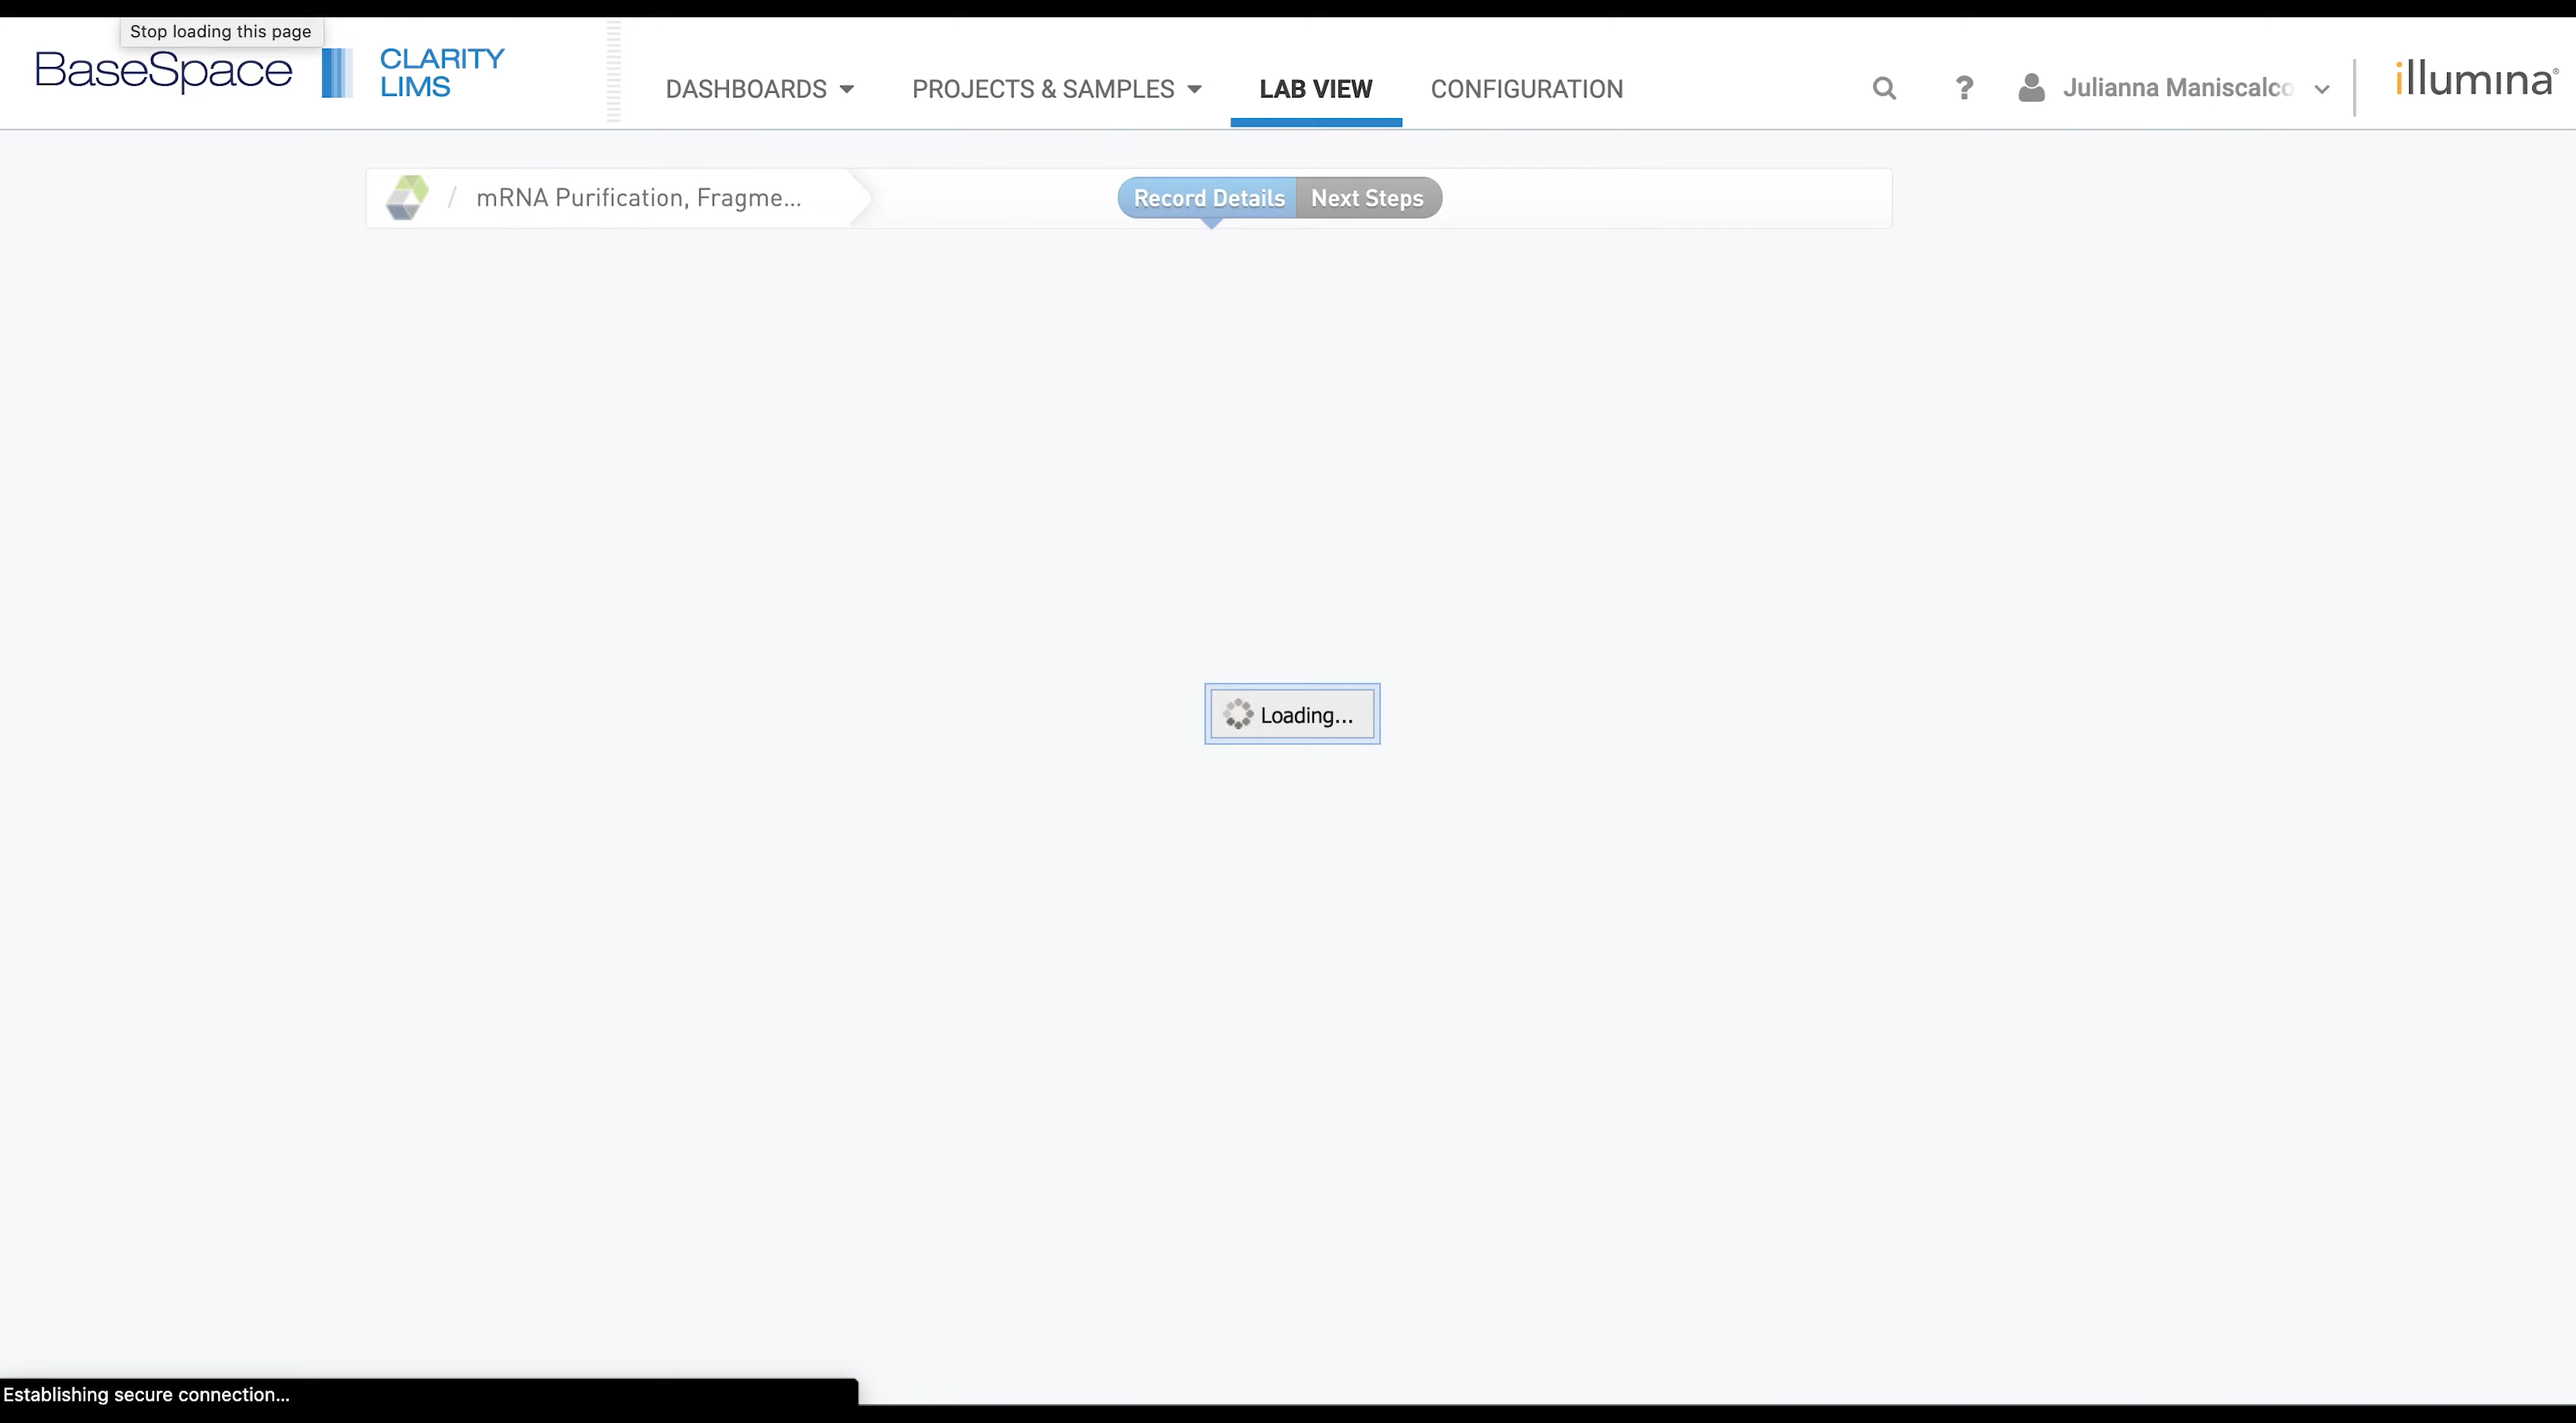 Stop loading this page
BaseSpace
CLARITY
LIMS
DASHBOARDS
PROJECTS & SAMPLES
LAB VIEW
CONFIGURATION
?
Julianna Maniscalco
illumına®
/ mRNA Purification, Fragme...
Record Details
Next Steps
Loading...
Establishing secure connection...